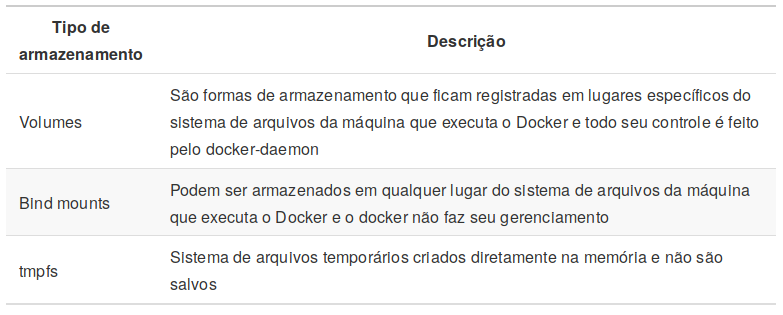 Tipo de
armazenamento
Descrição
Volumes
São formas de armazenamento que ficam registradas em lugares específicos do
sistema de arquivos da máquina que executa o Docker e todo seu controle é feito
pelo docker-daemon
Bind mounts
Podem ser armazenados em qualquer lugar do sistema de arquivos da máquina
que executa o Docker e o docker não faz seu gerenciamento
tmpfs
Sistema de arquivos temporários criados diretamente na memória e não são
salvos